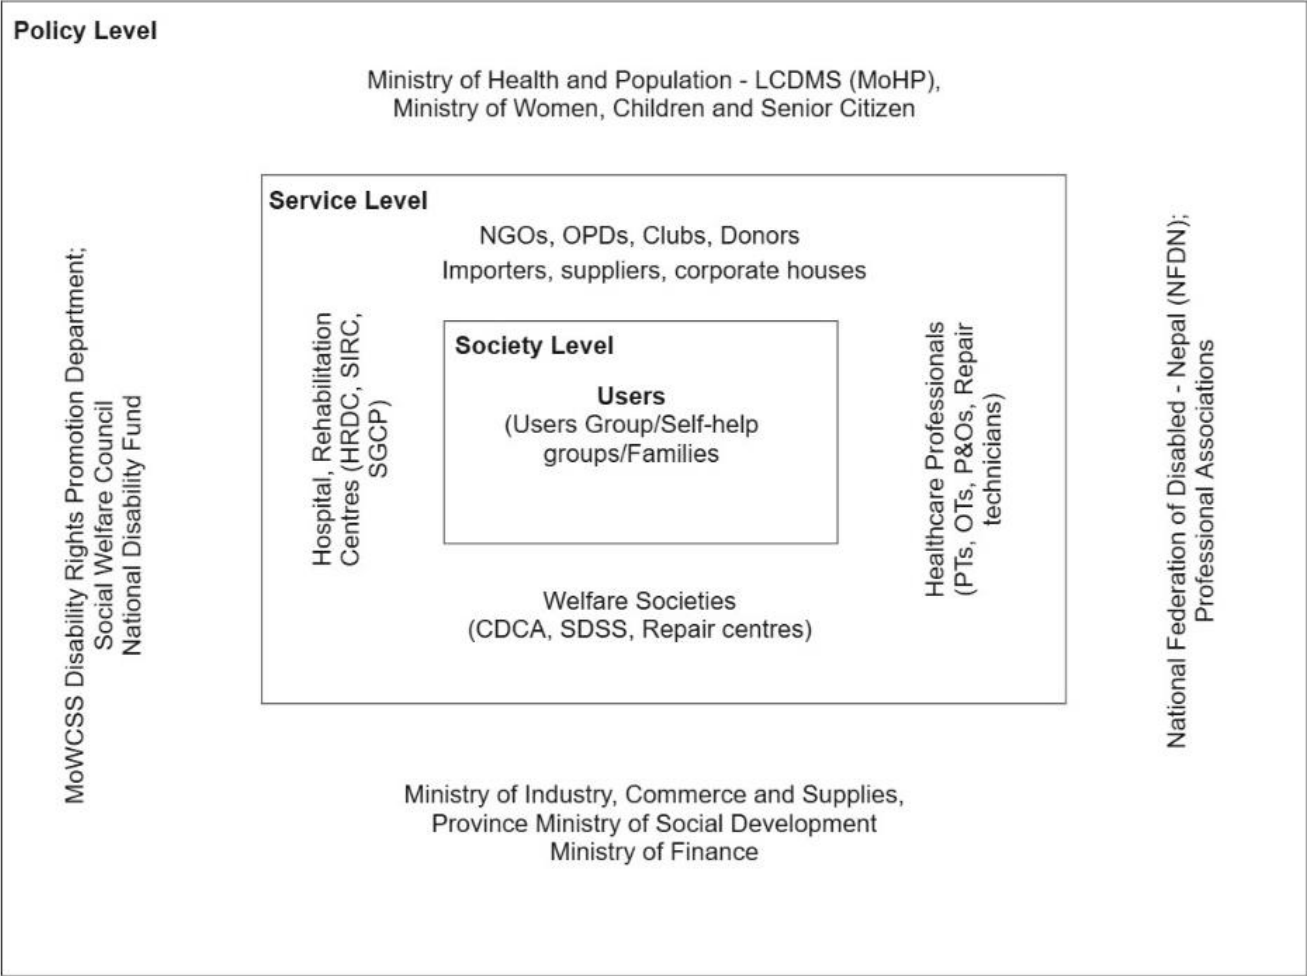 Policy Level
Ministry of Health and Population - LCDMS (MoHP),
Ministry of Women, Children and Senior Citizen
MoWCSS Disability Rights Promotion Department;
Social Welfare Council
National Disability Fund
Service Level
NGOs, OPDs, Clubs, Donors
Importers, suppliers, corporate houses
Hospital, Rehabilitation
Centres (HRDC, SIRC,
SGCP)
Society Level
Users
(Users Group/Self-help
groups/Families
Healthcare Professionals
(PTs, OTs, P&Os, Repair
technicians)
Welfare Societies
(CDCA, SDSS, Repair centres)
National Federation of Disabled - Nepal (NFDN);
Professional Associations
Ministry of Industry, Commerce and Supplies,
Province Ministry of Social Development
Ministry of Finance